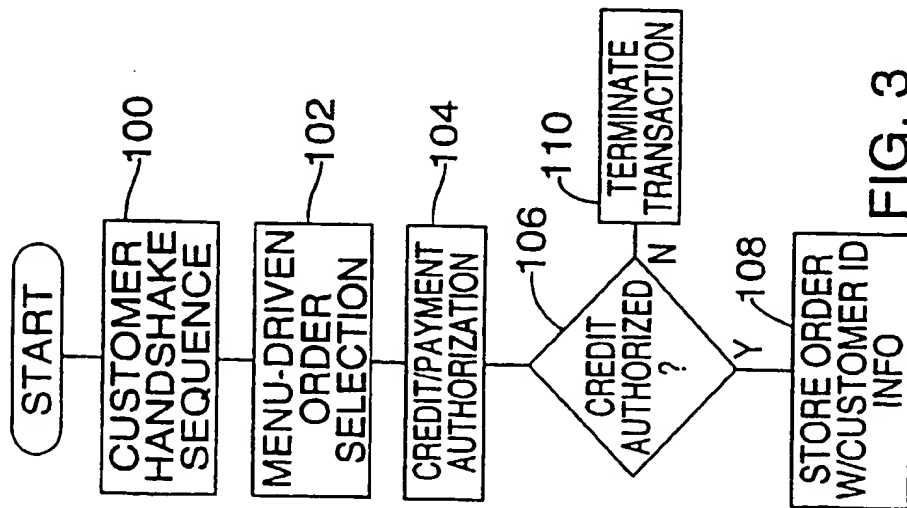 START
100
CUSTOMER
HANDSHAKE
SEQUENCE
102
MENU-DRIVEN
ORDER
SELECTION
104
CREDIT/PAYMENT
AUTHORIZATION
106
CREDIT
AUTHORIZED
?
N
110
TERMINATE
TRANSACTION
Y
108
STORE ORDER
W/CUSTOMER ID
INFO
FIG. 3